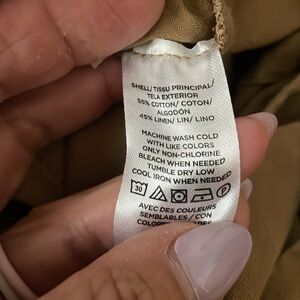 SHELL/ TISSU PRINCIPAL/
TELA EXTERIOR
55% COTTON/ COTON/
ALGODÓN
45% LINEN/ LIN/ LINO
MACHINE WASH COLD
WITH LIKE COLORS
ONLY NON-CHLORINE
BLEACH WHEN NEEDED
TUMBLE DRY LOW
COOL IRON WHEN NEEDED
30
AVEC DES COULEURS
SEMBLABLES / CON